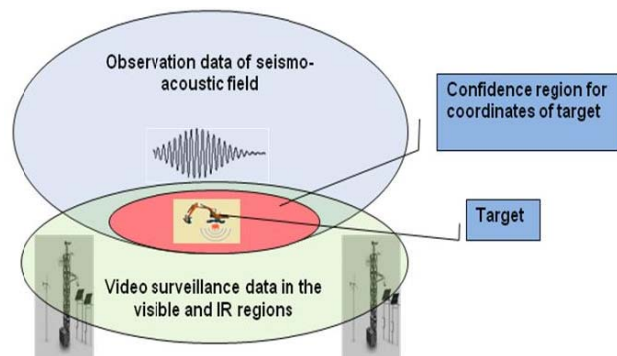 Observation data of seismo-
acoustic field
Confidence region for
coordinates of target
Target
Video surveillance data in the
visible and IR regions